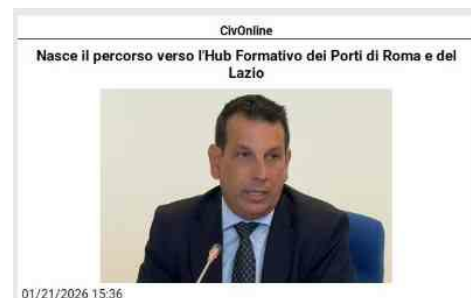 CivOnline
Nasce il percorso verso l'Hub Formativo dei Porti di Roma e del
Lazio
01/21/2026 15:36